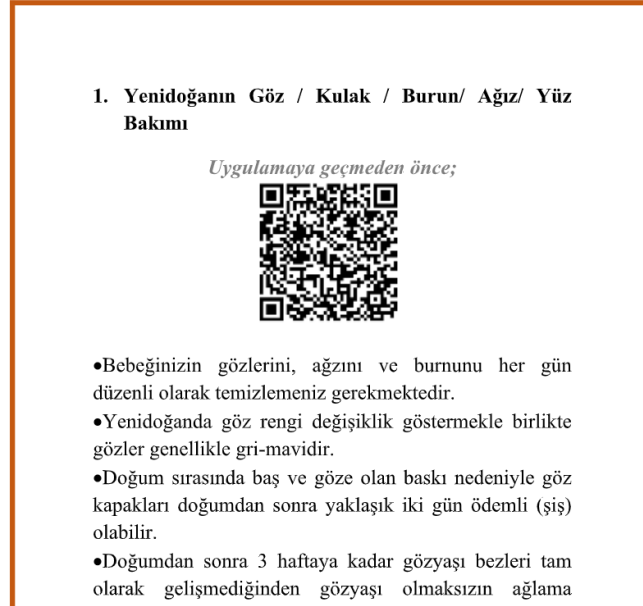 1. Yenidoğanın Göz / Kulak / Burun/ Ağız/ Yüz
Bakımı
Uygulamaya geçmeden önce;
•Bebeğinizin gözlerini, ağzını ve burnunu her gün
düzenli olarak temizlemeniz gerekmektedir.
•Yenidoğanda göz rengi değişiklik göstermekle birlikte
gözler genellikle gri-mavidir.
•Doğum sırasında baş ve göze olan baskı nedeniyle göz
kapakları doğumdan sonra yaklaşık iki gün ödemli (şiş)
olabilir.
•Doğumdan sonra 3 haftaya kadar gözyaşı bezleri tam
olarak gelişmediğinden gözyaşı olmaksızın ağlama